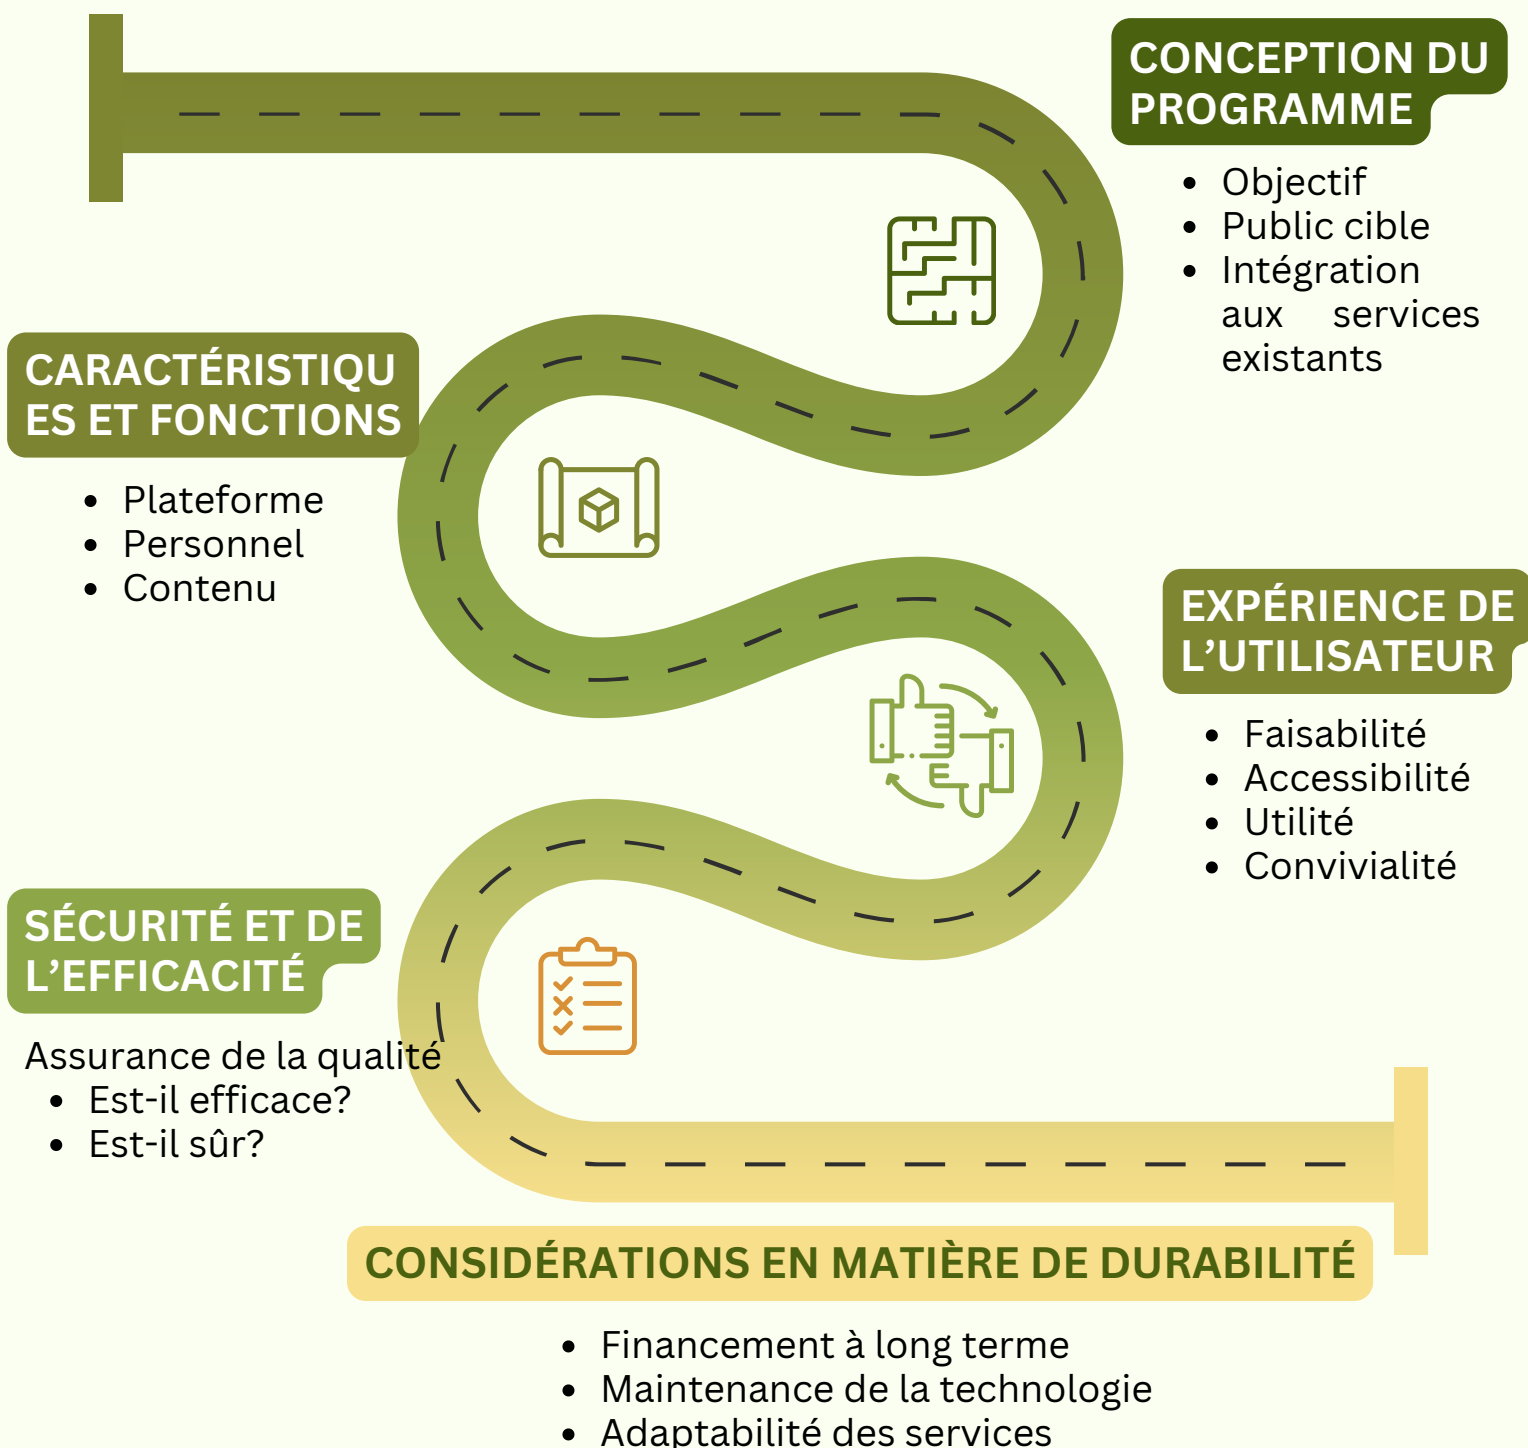 CONCEPTION DU
PROGRAMME
• Objectif
• Public cible
• Intégration
aux services
existants
CARACTÉRISTIQU
ES ET FONCTIONS
• Plateforme
• Personnel
• Contenu
EXPÉRIENCE DE
L’UTILISATEUR
• Faisabilité
• Accessibilité
• Utilité
• Convivialité
SÉCURITÉ ET DE
L’EFFICACITÉ
Assurance de la qualité
• Est-il efficace?
• Est-il sûr?
CONSIDÉRATIONS EN MATIÈRE DE DURABILITÉ
• Financement à long terme
• Maintenance de la technologie
• Adaptabilité des services